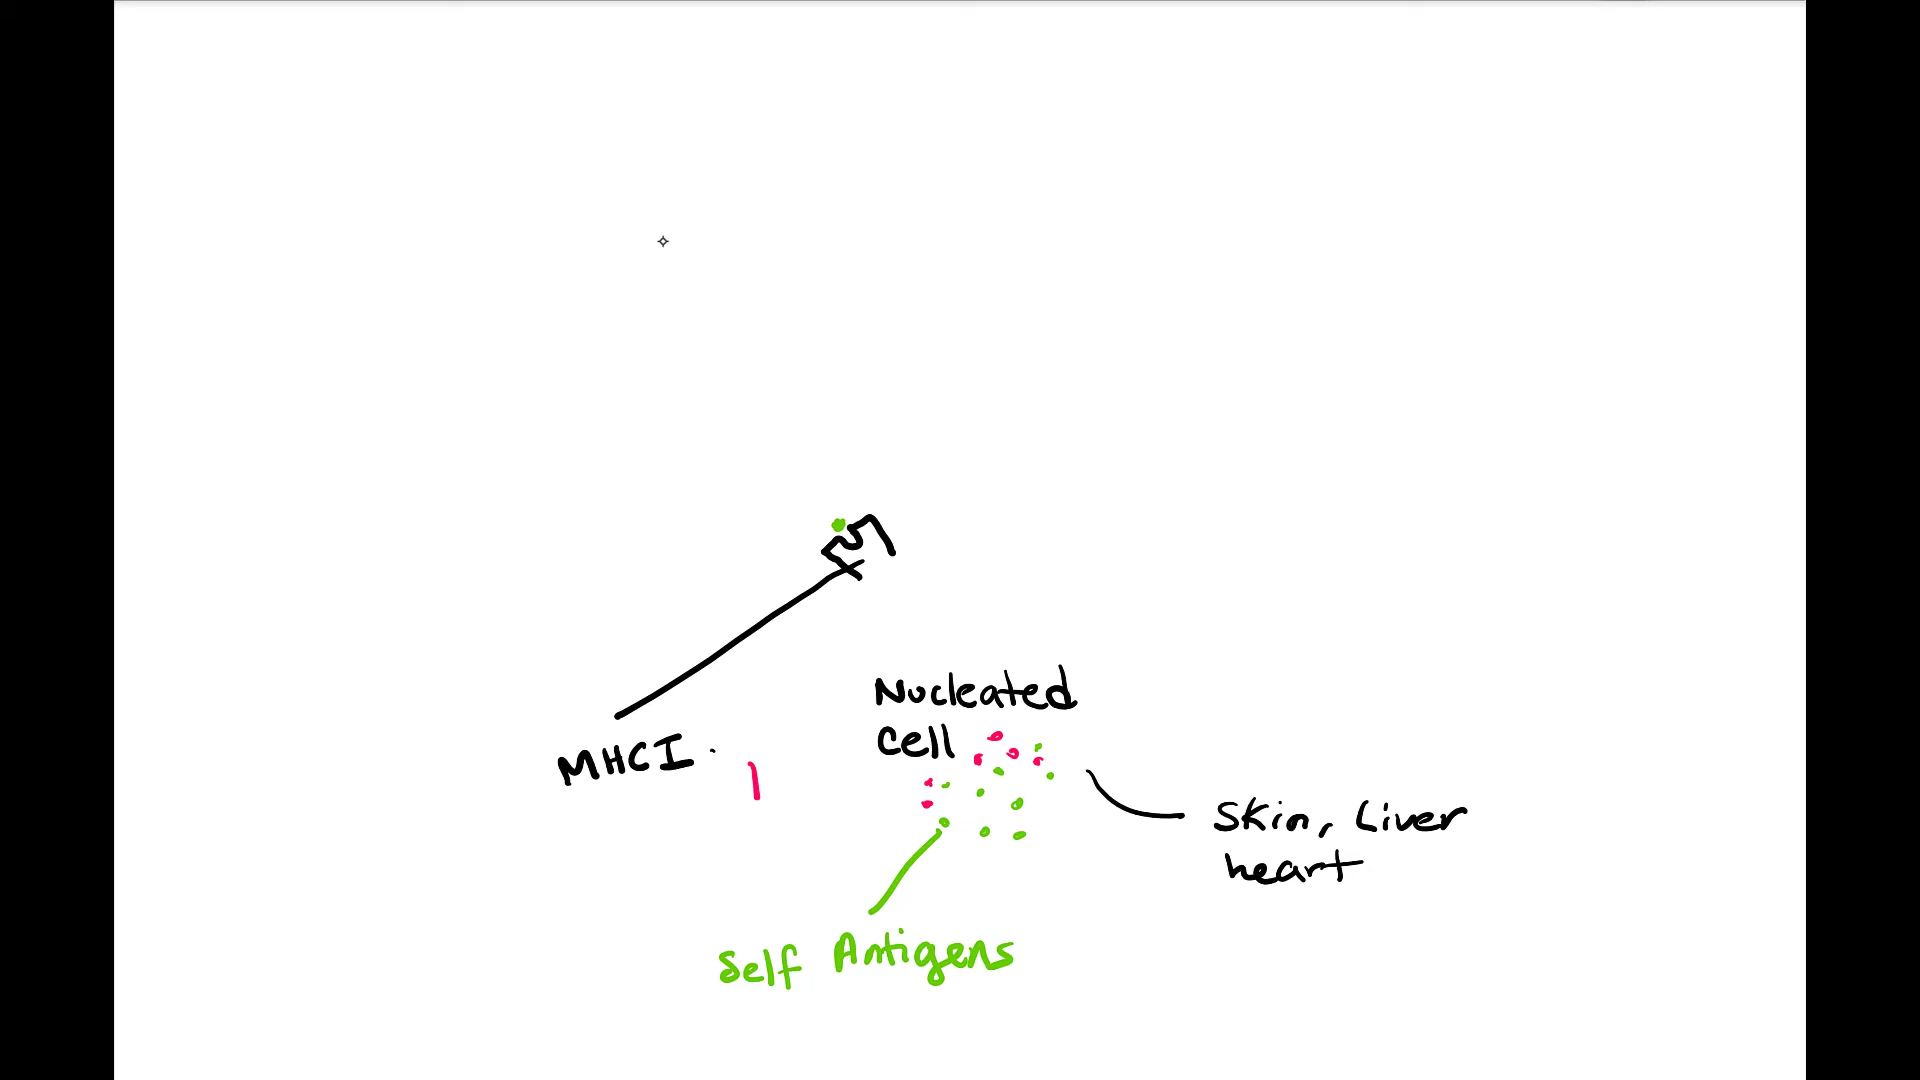 Nucleated
Cell
MHCI
Skin, Liver
heart
Self Antigens